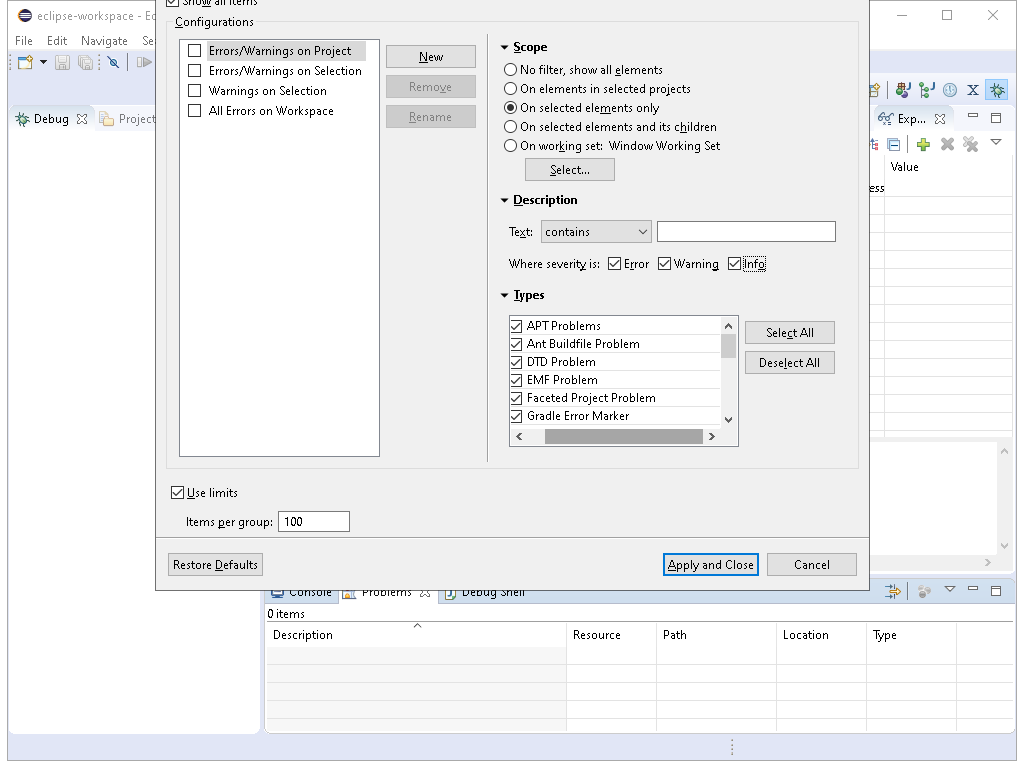 eclipse-workspace - Ec
Show all items
File Edit Navigate Se
Configurations
Errors/Warnings on Project
Errors/Warnings on Selection
Warnings on Selection
All Errors on Workspace
New
Remove
Rename
Scope
No filter, show all elements
On elements in selected projects
On selected elements only
On selected elements and its children
On working set: Window Working Set
Select...
Description
Text: contains
Where severity is: Error Warning Info
Types
APT Problems
Ant Buildfile Problem
DTD Problem
EMF Problem
Faceted Project Problem
Gradle Error Marker
Select All
Deselect All
Use limits
Items per group: 100
Restore Defaults
Apply and Close
Cancel
Debug
Project
Exp...
Value
ess
Console
Problems
Debug Shell
0 items
Description Resource Path Location Type